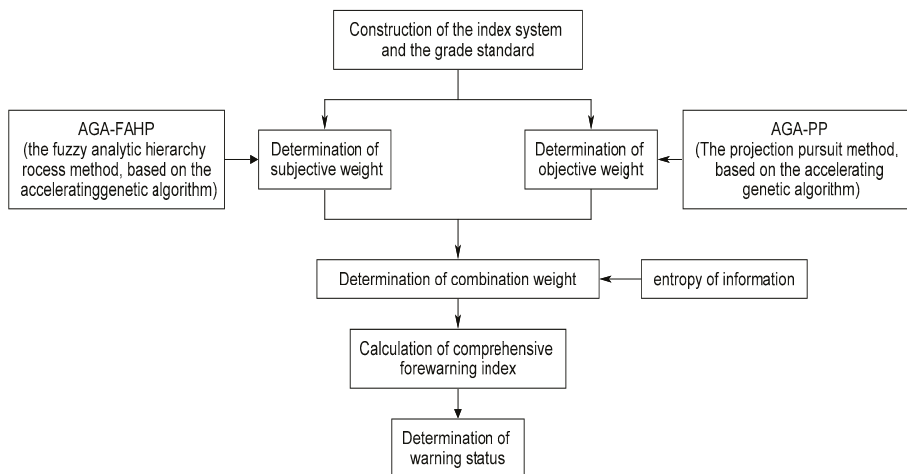 Construction of the index system
and the grade standard
AGA-FAHP
(the fuzzy analytic hierarchy
rocess method, based on the
acceleratinggenetic algorithm)
Determination of
subjective weight
Determination of
objective weight
AGA-PP
(The projection pursuit method,
based on the accelerating
genetic algorithm)
Determination of combination weight
entropy of information
Calculation of comprehensive
forewarning index
Determination of
warning status